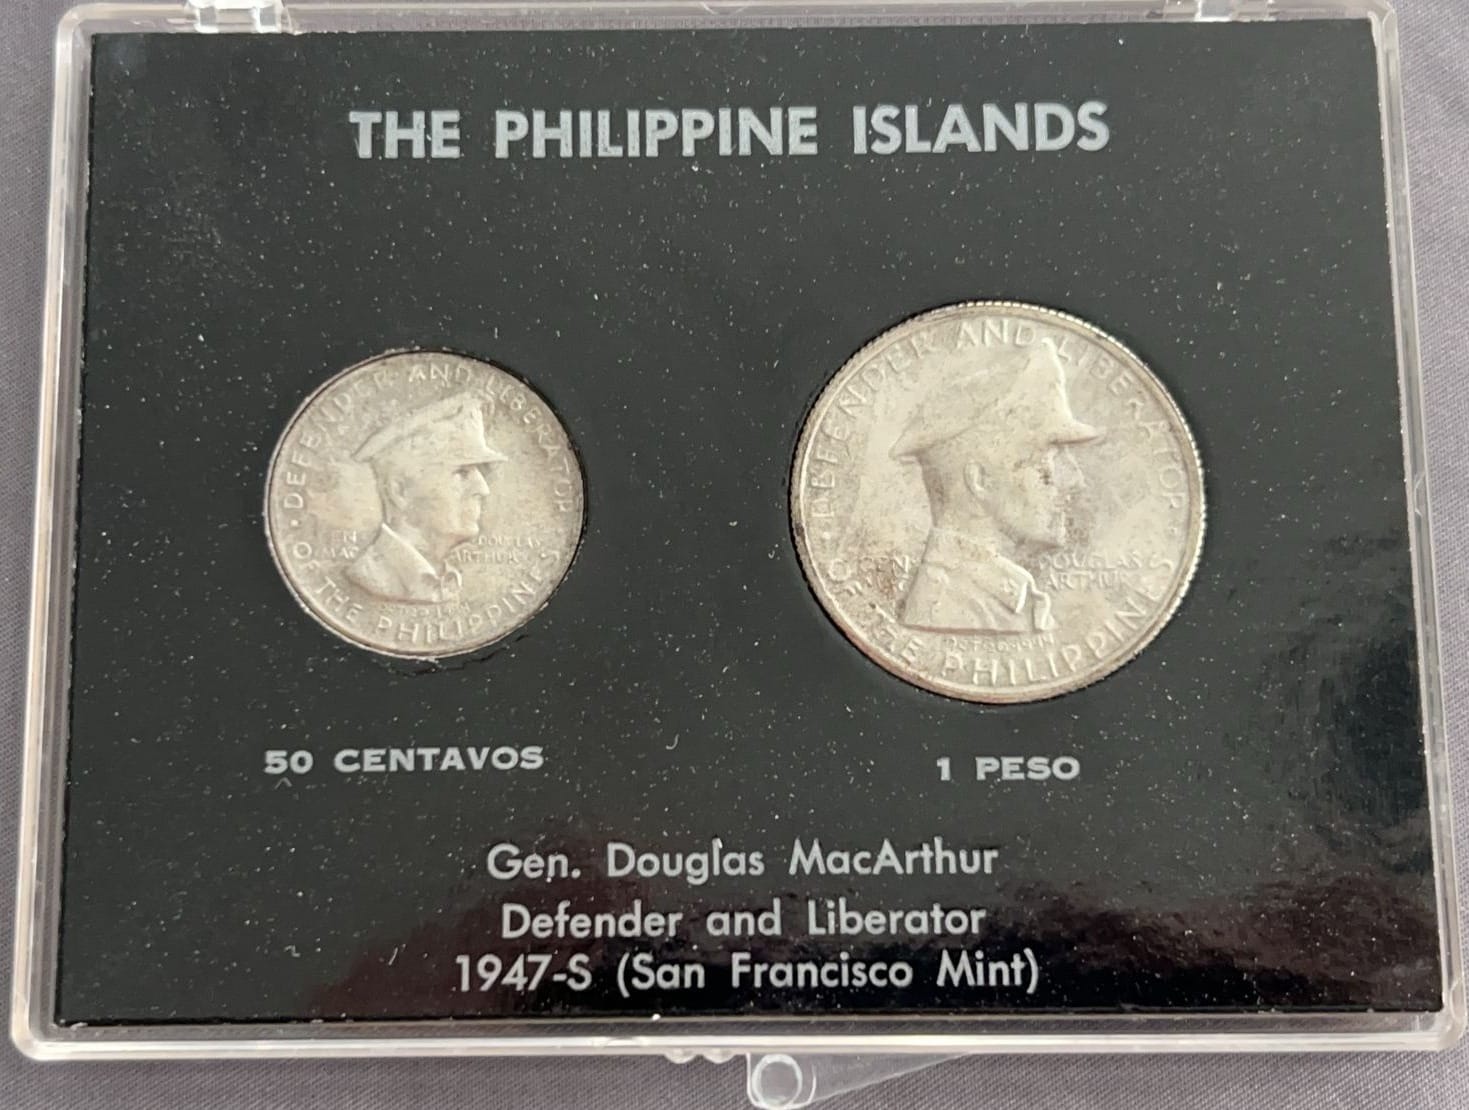 THE PHILIPPINE ISLANDS
DEFENDER AND LIBERATOR
OF THE PHILIPPINES
DOUGLAS
ARTHUR
DEFENDER AND LIBERATOR
OF THE PHILIPPINES
GEN
DOUGLAS
ARTHUR
50 CENTAVOS
1 PESO
Gen. Douglas MacArthur
Defender and Liberator
1947-S (San Francisco Mint)